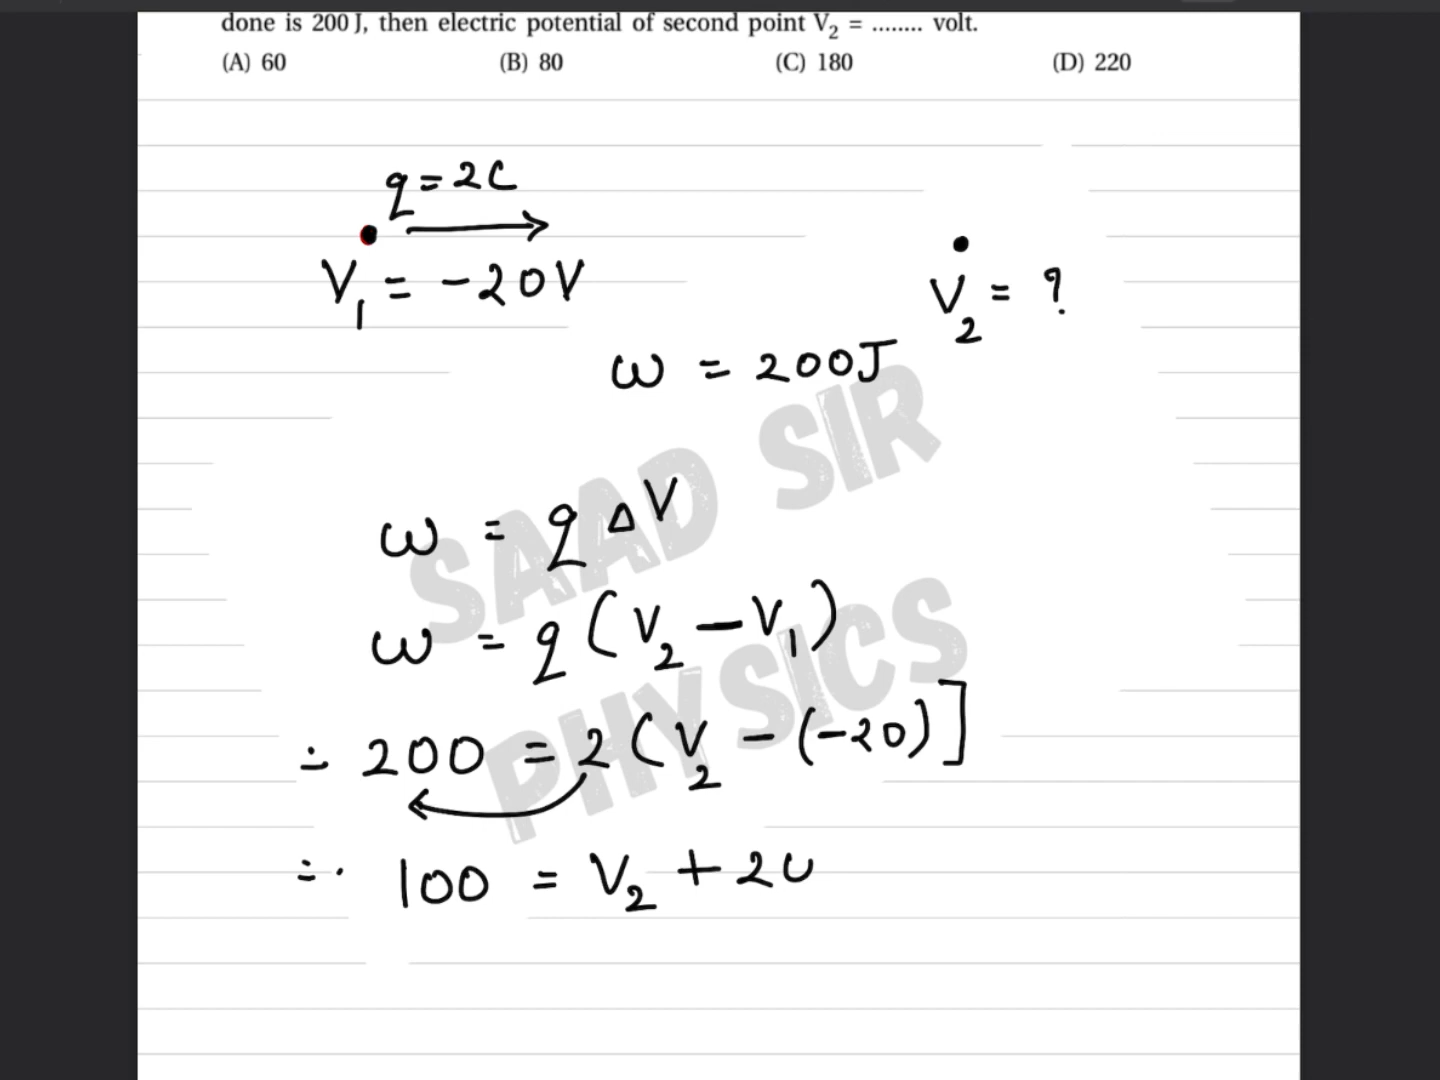 done is 200 J, then electric potential of second point V₂ = ........ volt.
(A) 60 (B) 80 (C) 180 (D) 220
q = 2C
V₁ = -20V
V₂ = ?
ω = 200J
SAAD SIR
PHYSICS
ω = q ΔV
ω = q (V₂ - V₁)
∴ 200 = 2 (V₂ - (-20)]
∴ 100 = V₂ + 20